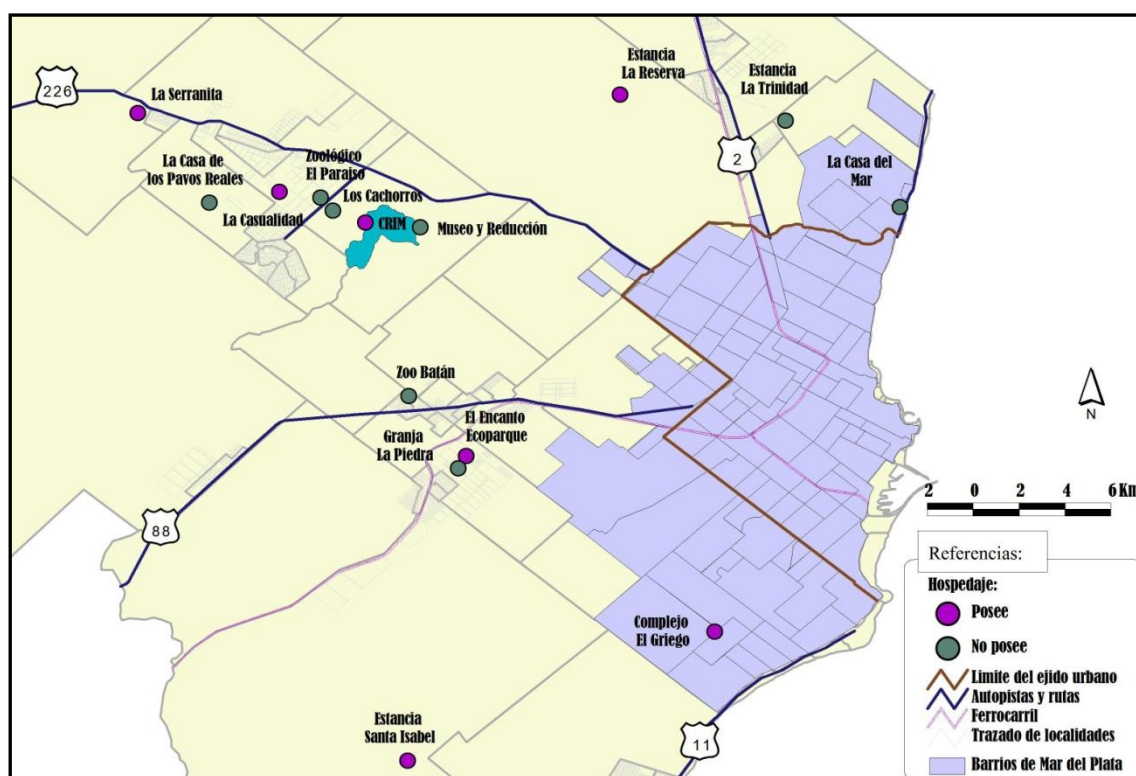 226
La Serranita
Estancia
La Reserva
Estancia
La Trinidad
2
La Casa de
los Pavos Reales
Zoológico
El Paraiso
La Casa del
Mar
La Casualidad
Los Cachorros
CRIM
Museo y Reducción
Zoo Batán
El Encanto
Ecoparque
Granja
La Piedra
N
2 0 2 4 6 Km
88
Complejo
El Griego
Estancia
Santa Isabel
11
Referencias:
Hospedaje:
Posee
No posee
Limite del ejido urbano
Autopistas y rutas
Ferrocarril
Trazado de localidades
Barrios de Mar del Plata